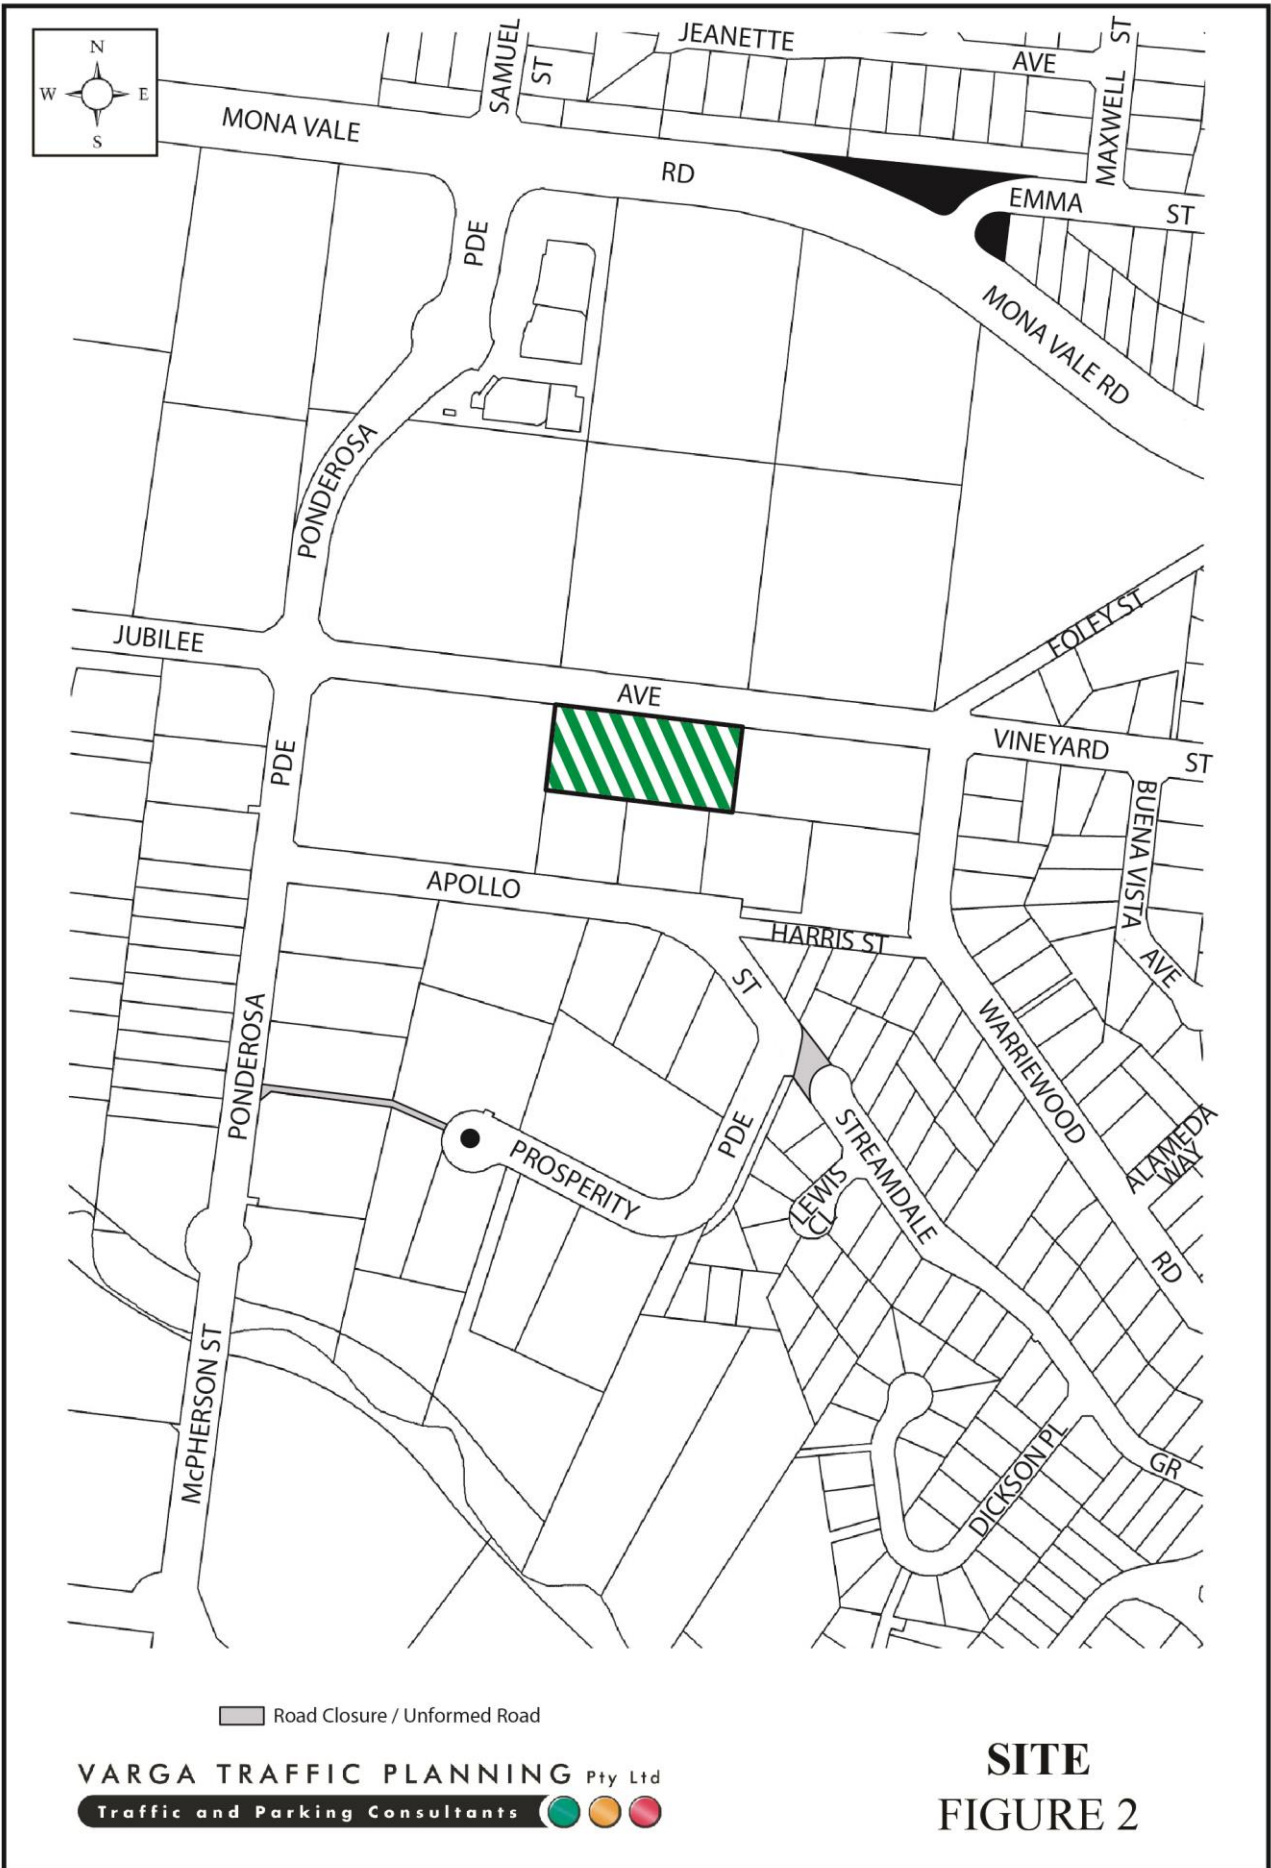 N
W E
S
SAMUEL
ST
JEANETTE
AVE
MAXWELL
ST
MONA VALE
RD
EMMA
ST
PDE
MONA VALE RD
PONDEROSA
JUBILEE
AVE
FOLEY ST
VINEYARD
ST
PDE
BUENA VISTA
AVE
APOLLO
HARRIS ST
ST
WARRIEWOOD
RD
PONDEROSA
PDE
PROSPERITY
STREAMDALE
LEWIS
CL
ALAMEDA
WAY
McPHERSON ST
DICKSON PL
GR
Road Closure / Unformed Road
VARGA TRAFFIC PLANNING Pty Ltd
Traffic and Parking Consultants
SITE
FIGURE 2